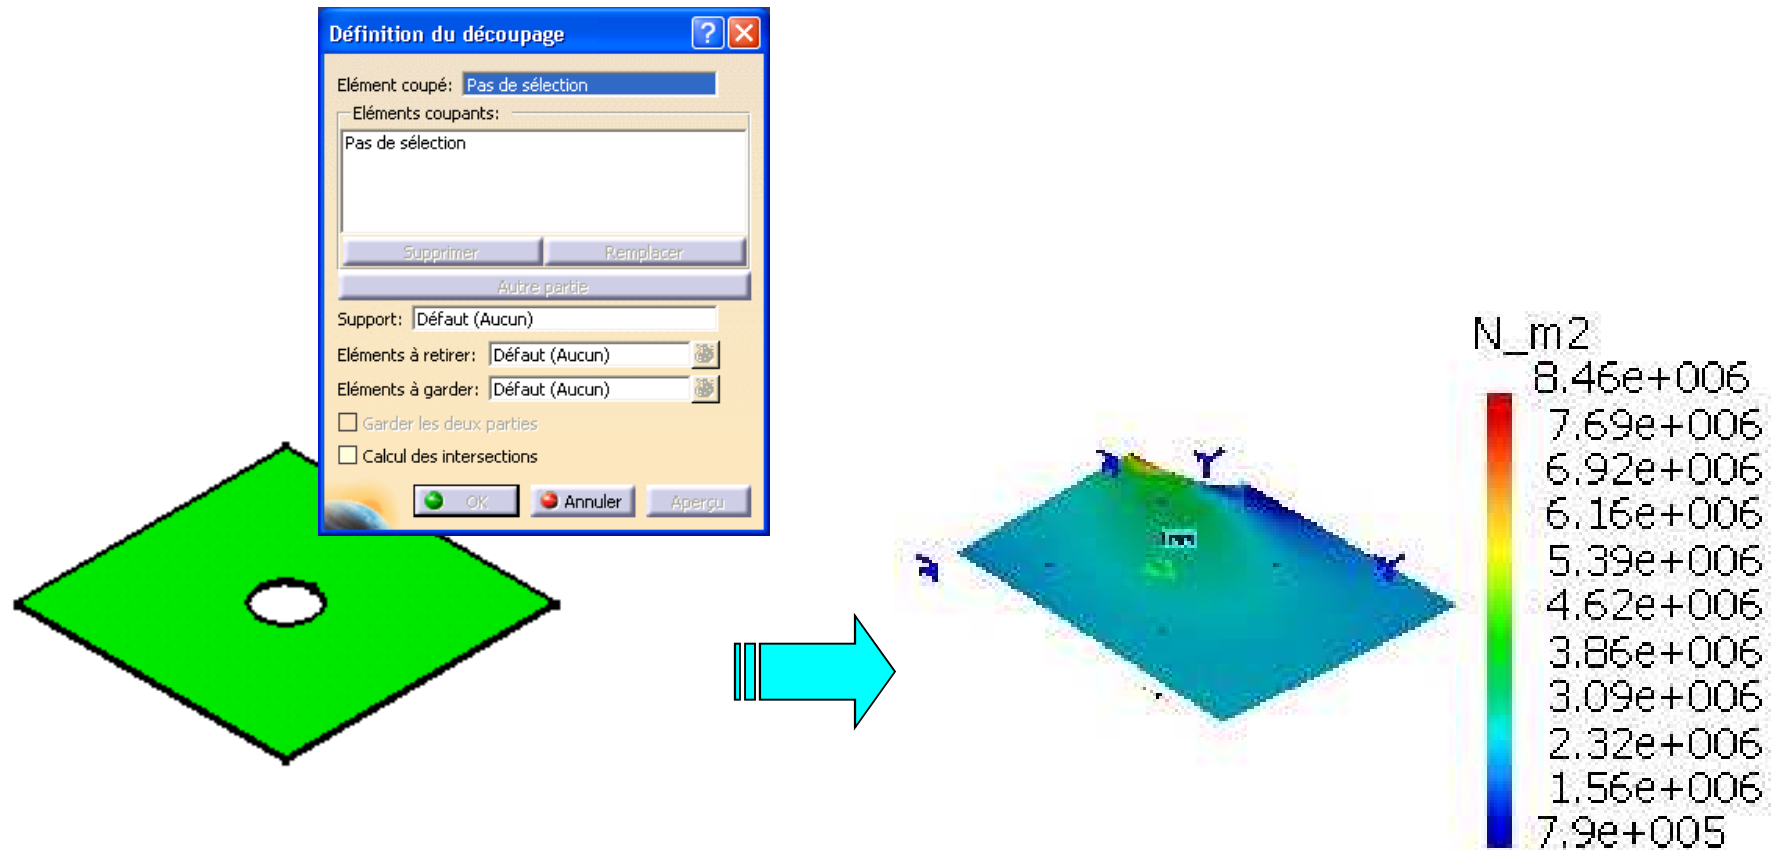 Définition du découpage
Elément coupé: Pas de sélection
Eléments coupants:
Pas de sélection
Supprimer Remplacer
Autre partie
Support: Défaut (Aucun)
Eléments à retirer: Défaut (Aucun)
Eléments à garder: Défaut (Aucun)
Garder les deux parties
Calcul des intersections
OK Annuler Aperçu
N_m2
8.46e+006
7.69e+006
6.92e+006
6.16e+006
5.39e+006
4.62e+006
3.86e+006
3.09e+006
2.32e+006
1.56e+006
7.9e+005